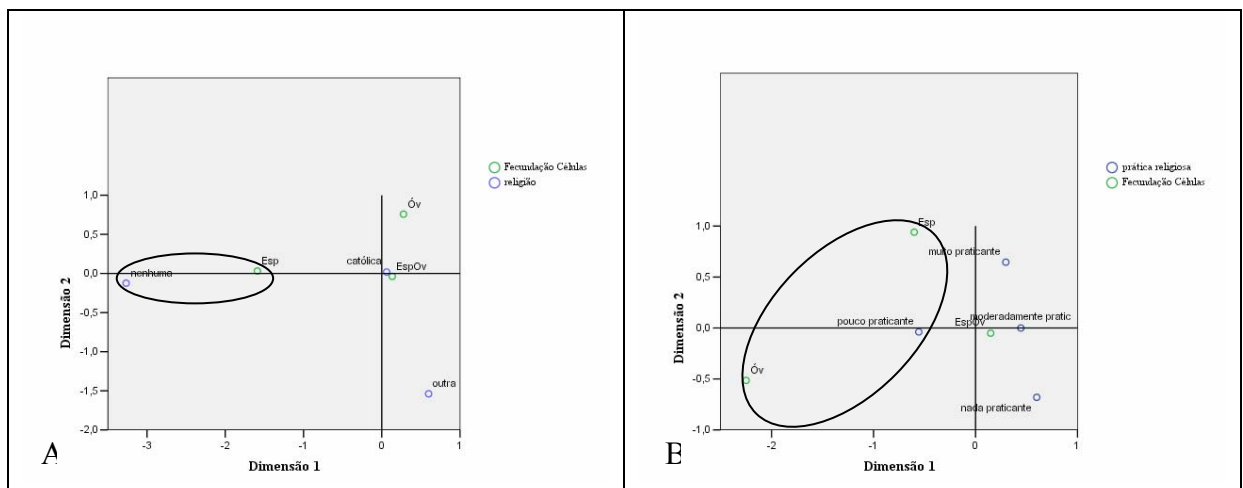 1,0
0,5
0,0
-0,5
-1,0
-1,5
-2,0
Dimensão 2
-3
-2
-1
0
1
Dimensão 1
Óv
católica
EspOv
Esp
nenhuma
outra
Fecundação Células
religião
A
1,0
0,5
0,0
-0,5
-1,0
Dimensão 2
-2
-1
0
1
Dimensão 1
Esp
muito praticante
pouco praticante
EspOv
moderadamente pratic
Óv
nada praticante
prática religiosa
Fecundação Células
B